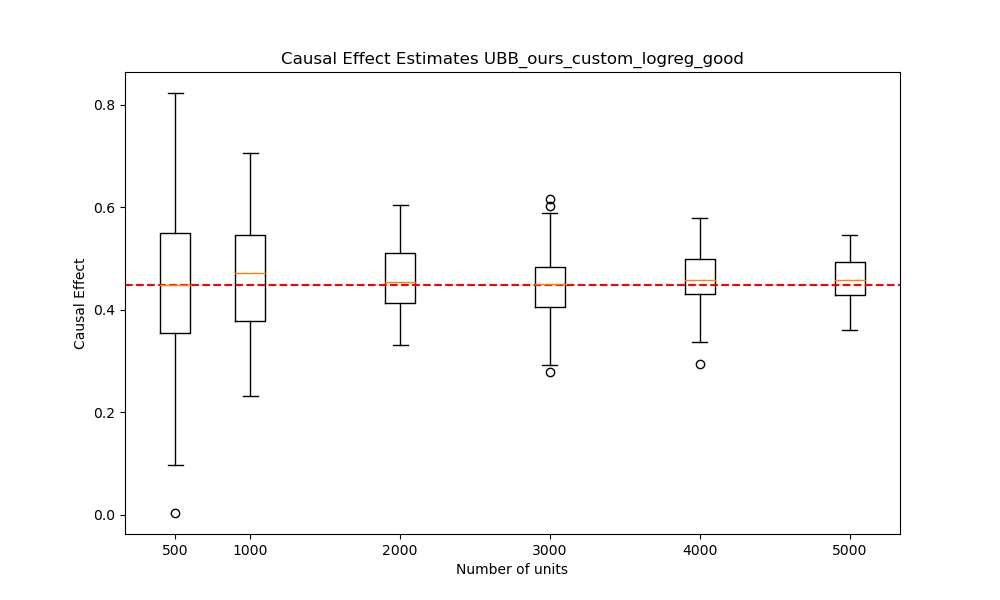 Causal Effect Estimates UBB_ours_custom_logreg_good
0.8
0.6
0.4
0.2
0.0
Causal Effect
500 1000 2000 3000 4000 5000
Number of units